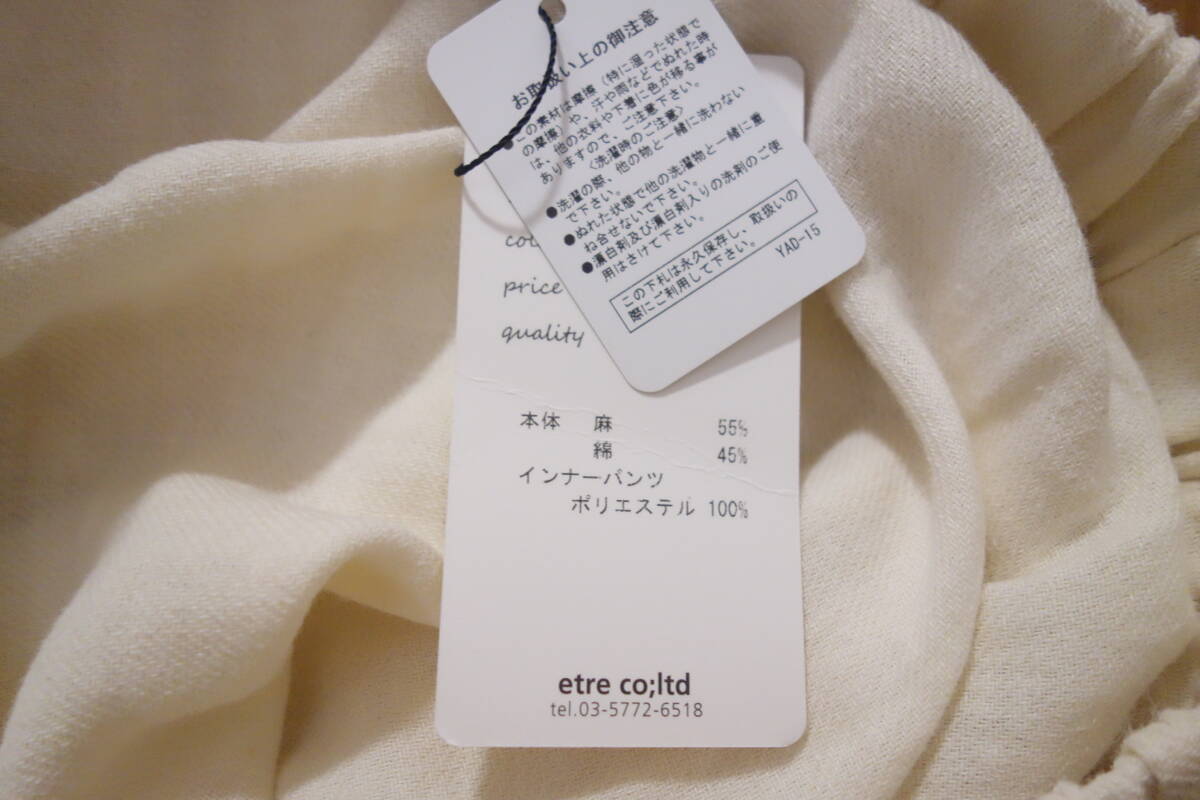 お取扱い上の御注意
●この素材は摩擦（特に湿った状態で
の摩擦）や、汗や雨などでぬれた時
は、他の衣料や下着に色が移る事が
ありますので、ご注意下さい。
〈洗濯時のご注意〉
●洗濯の際、他の物と一緒に洗わない
で下さい。
●ぬれた状態で他の洗濯物と一緒に重
ね合せないで下さい。
●漂白剤及び漂白剤入りの洗剤のご使
用はさけて下さい。
この下札は永久保存し、取扱いの
際にご利用して下さい。
YAD-15
price
quality
本体 麻 55%
綿 45%
インナーパンツ
ポリエステル 100%
etre co;ltd
tel.03-5772-6518